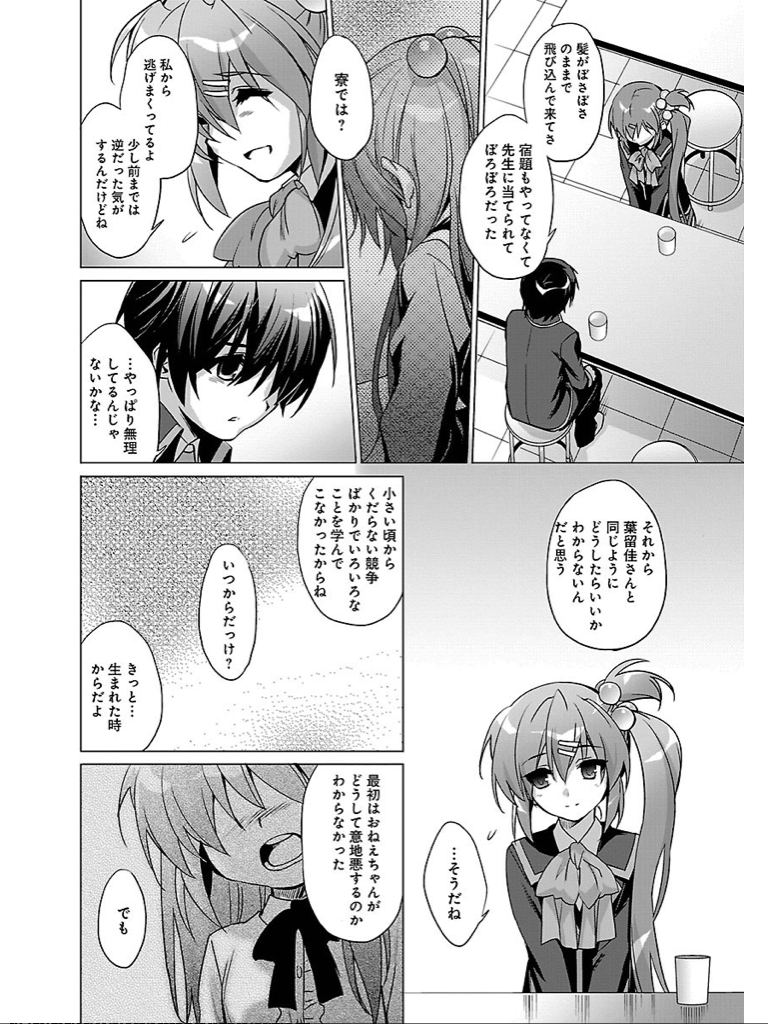 髪がぼさぼさ
のままで
飛び込んで来てさ
宿題もやってなくて
先生に当てられて
ぼろぼろだった
寮では？
私から
逃げまくってるよ
少し前までは
逆だった気が
するんだけどね
…やっぱり無理
してるんじゃ
ないかな…
それから
葉留佳さんと
同じように
どうしたらいいか
わからないん
だと思う
…そうだね
小さい頃から
くだらない競争
ばかりでいろいろな
ことを学んで
こなかったからね
いつからだっけ？
きっと…
生まれた時
からだよ
最初はおねえちゃんが
どうして意地悪するのか
わからなかった
でも